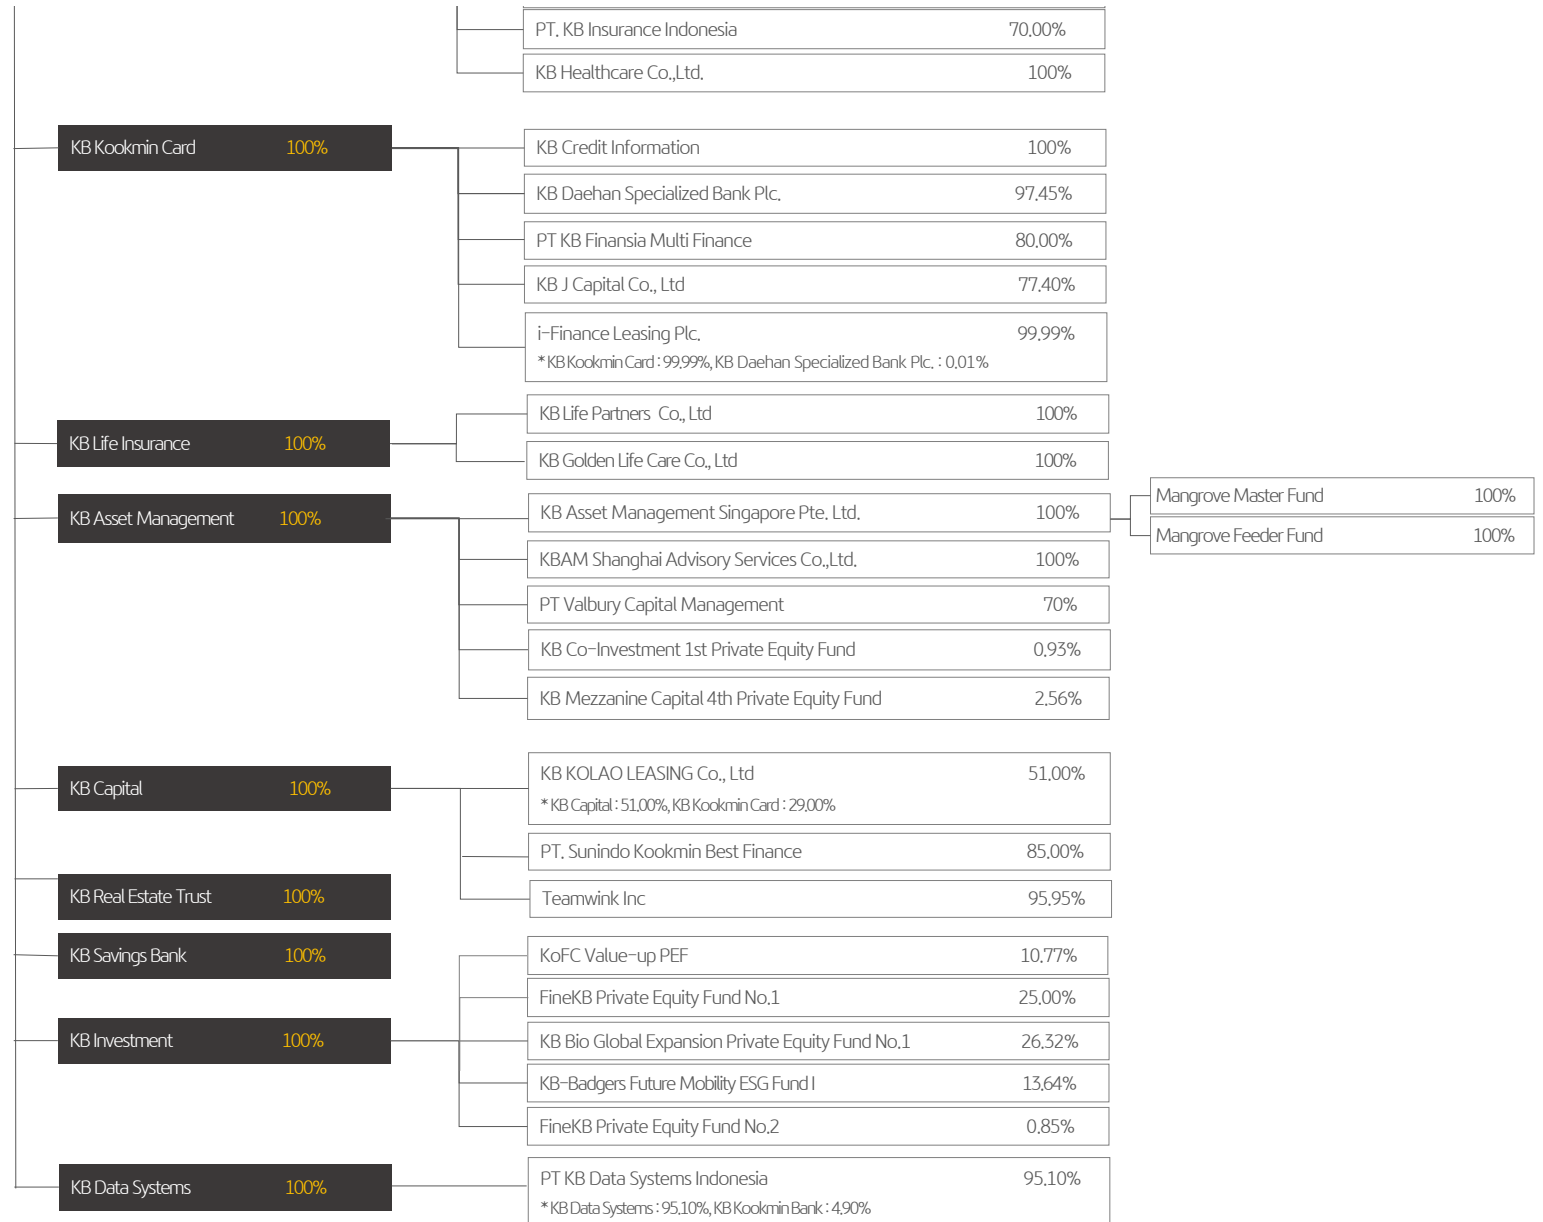 PT. KB Insurance Indonesia 70.00%
KB Healthcare Co.,Ltd. 100%
KB Kookmin Card 100%
KB Credit Information 100%
KB Daehan Specialized Bank Plc. 97.45%
PT KB Finansia Multi Finance 80.00%
KB J Capital Co., Ltd 77.40%
i-Finance Leasing Plc. 99.99%
* KB Kookmin Card : 99.99%, KB Daehan Specialized Bank Plc. : 0.01%
KB Life Insurance 100%
KB Life Partners Co., Ltd 100%
KB Golden Life Care Co., Ltd 100%
KB Asset Management 100%
KB Asset Management Singapore Pte. Ltd. 100%
Mangrove Master Fund 100%
Mangrove Feeder Fund 100%
KBAM Shanghai Advisory Services Co.,Ltd. 100%
PT Valbury Capital Management 70%
KB Co-Investment 1st Private Equity Fund 0.93%
KB Mezzanine Capital 4th Private Equity Fund 2.56%
KB Capital 100%
KB KOLAO LEASING Co., Ltd 51.00%
* KB Capital : 51.00%, KB Kookmin Card : 29.00%
PT. Sunindo Kookmin Best Finance 85.00%
Teamwink Inc 95.95%
KB Real Estate Trust 100%
KB Savings Bank 100%
KB Investment 100%
KoFC Value-up PEF 10.77%
FineKB Private Equity Fund No.1 25.00%
KB Bio Global Expansion Private Equity Fund No.1 26.32%
KB-Badgers Future Mobility ESG Fund I 13.64%
FineKB Private Equity Fund No.2 0.85%
KB Data Systems 100%
PT KB Data Systems Indonesia 95.10%
* KB Data Systems : 95.10%, KB Kookmin Bank : 4.90%